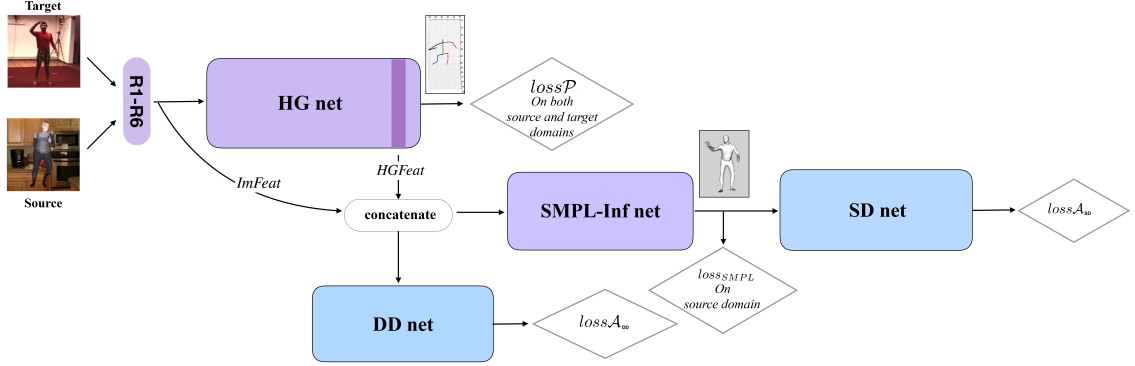 Target
R1-R6
HG net
lossP
On both
source and target
domains
ImFeat
HGFeat
Source
concatenate
SMPL-Inf net
SD net
lossA_SD
loss_SMPL
On
source domain
DD net
lossA_DD